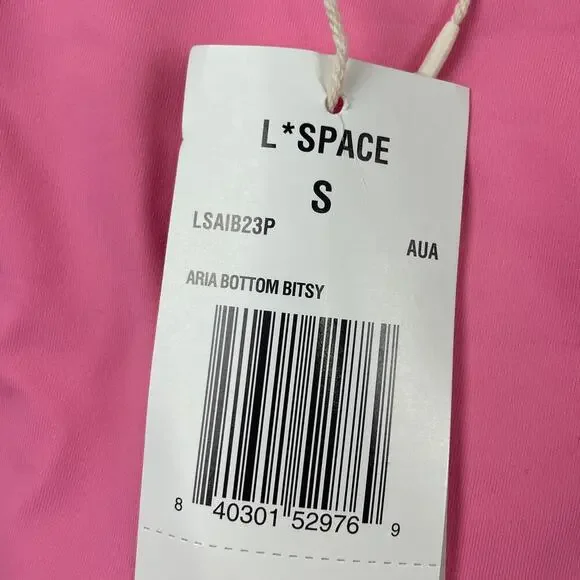 L*SPACE
S
LSAIB23P
AUA
ARIA BOTTOM BITSY
8 40301 52976 9